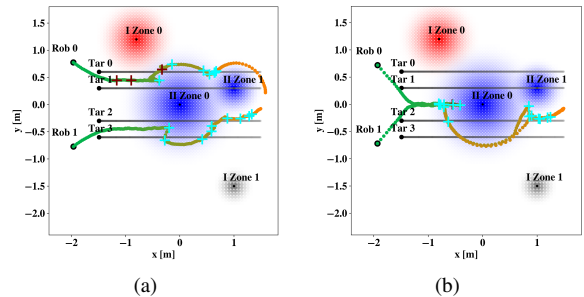 I Zone 0
Rob 0
Tar 0
Tar 1
II Zone 1
II Zone 0
Tar 2
Tar 3
Rob 1
I Zone 1
y [m]
1.5
1.0
0.5
0.0
−0.5
−1.0
−1.5
−2.0
−2
−1
0
1
x [m]
(a)
I Zone 0
Rob 0
Tar 0
Tar 1
II Zone 1
II Zone 0
Tar 2
Tar 3
Rob 1
I Zone 1
y [m]
1.5
1.0
0.5
0.0
−0.5
−1.0
−1.5
−2.0
−2
−1
0
1
x [m]
(b)